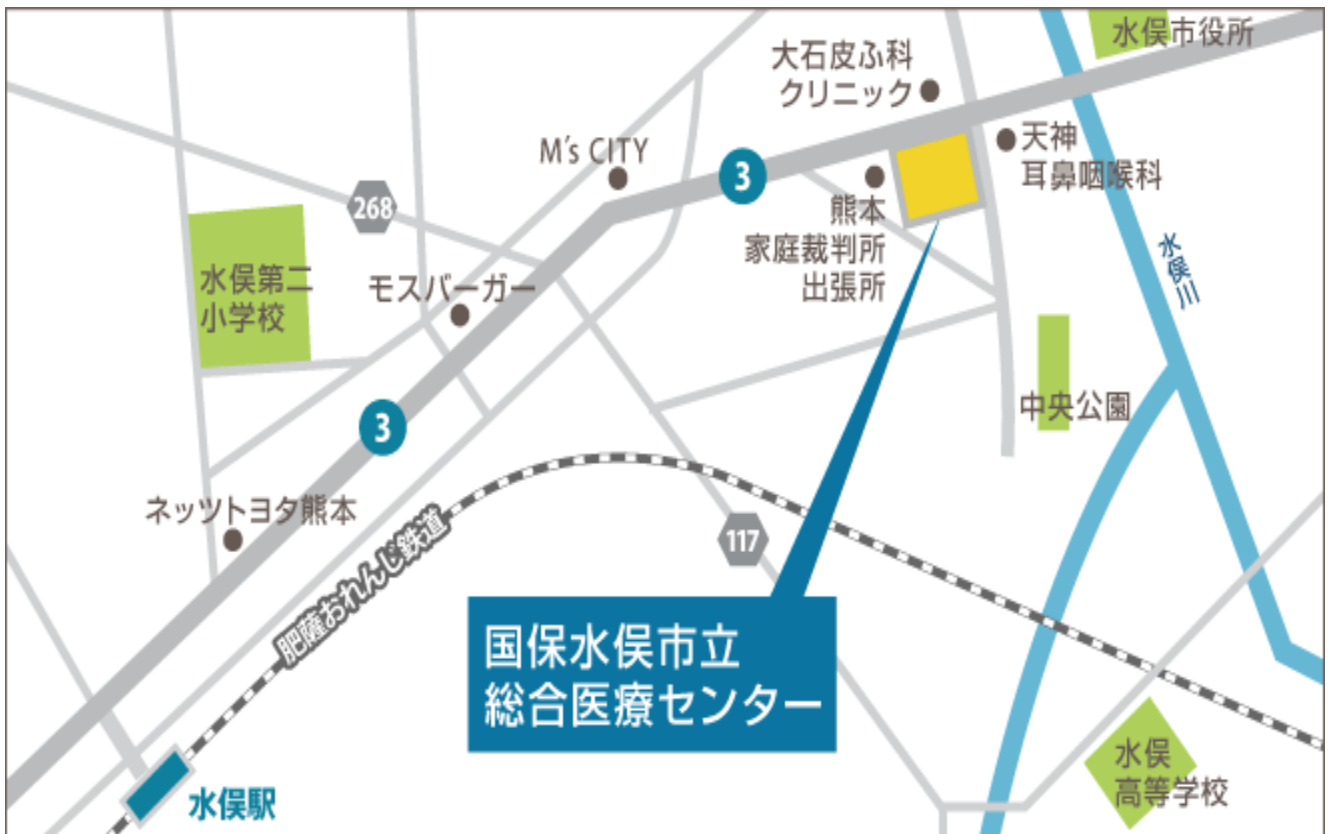 水俣市役所
大石皮ふ科
クリニック
天神
耳鼻咽喉科
M's CITY
3
268
熊本
家庭裁判所
出張所
水俣川
水俣第二
小学校
モスバーガー
中央公園
3
ネッツトヨタ熊本
肥薩おれんじ鉄道
117
国保水俣市立
総合医療センター
水俣
高等学校
水俣駅